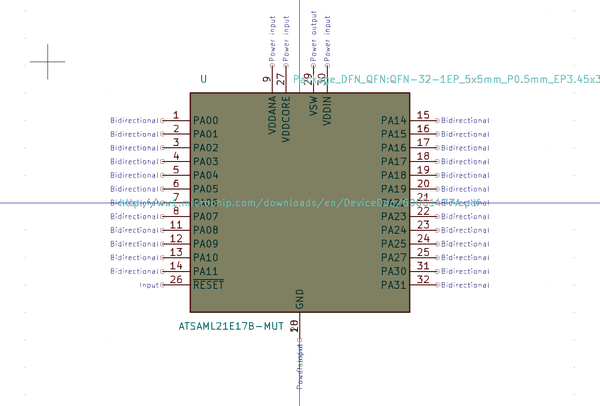 Power input
Power input
Power output
Power input
9
27
29
30
U
Package_DFN_QFN:QFN-32-1EP_5x5mm_P0.5mm_EP3.45x3
VDDANA
VDDCORE
VSW
VDDIN
Bidirectional 1 PA00
Bidirectional 2 PA01
Bidirectional 3 PA02
Bidirectional 4 PA03
Bidirectional 5 PA04
Bidirectional 6 PA05
7
Bidirectional 8 PA07
Bidirectional 11 PA08
Bidirectional 12 PA09
Bidirectional 13 PA10
Bidirectional 14 PA11
Input 26 RESET
PA14 15 Bidirectional
PA15 16 Bidirectional
PA16 17 Bidirectional
PA17 18 Bidirectional
PA18 19 Bidirectional
PA19 20 Bidirectional
21
PA23 22 Bidirectional
PA24 23 Bidirectional
PA25 24 Bidirectional
PA27 25 Bidirectional
PA30 31 Bidirectional
PA31 32 Bidirectional
GND
ATSAML21E17B-MUT